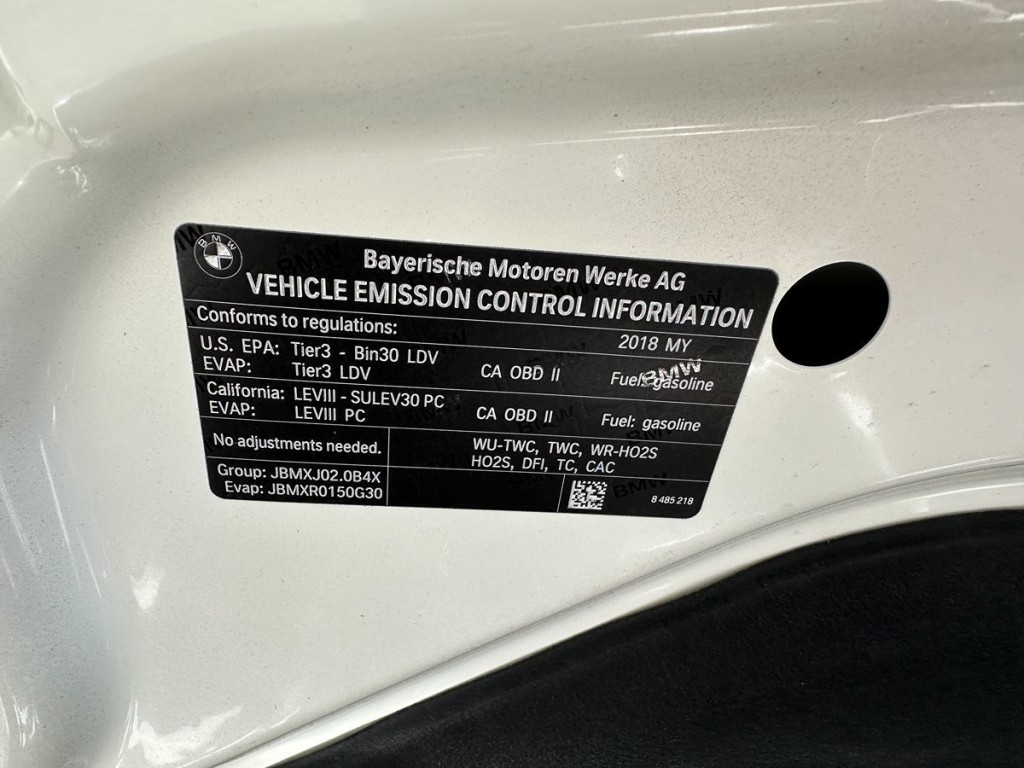 BMW
Bayerische Motoren Werke AG
VEHICLE EMISSION CONTROL INFORMATION
Conforms to regulations:
2018 MY
U.S. EPA: Tier3 - Bin30 LDV
EVAP: Tier3 LDV
CA OBD II
Fuel: gasoline
BMW
California: LEVIII - SULEV30 PC
EVAP: LEVIII PC
CA OBD II
Fuel: gasoline
No adjustments needed.
WU-TWC, TWC, WR-HO2S
HO2S, DFI, TC, CAC
Group: JBMXJ02.0B4X
Evap: JBMXR0150G30
8 485 218